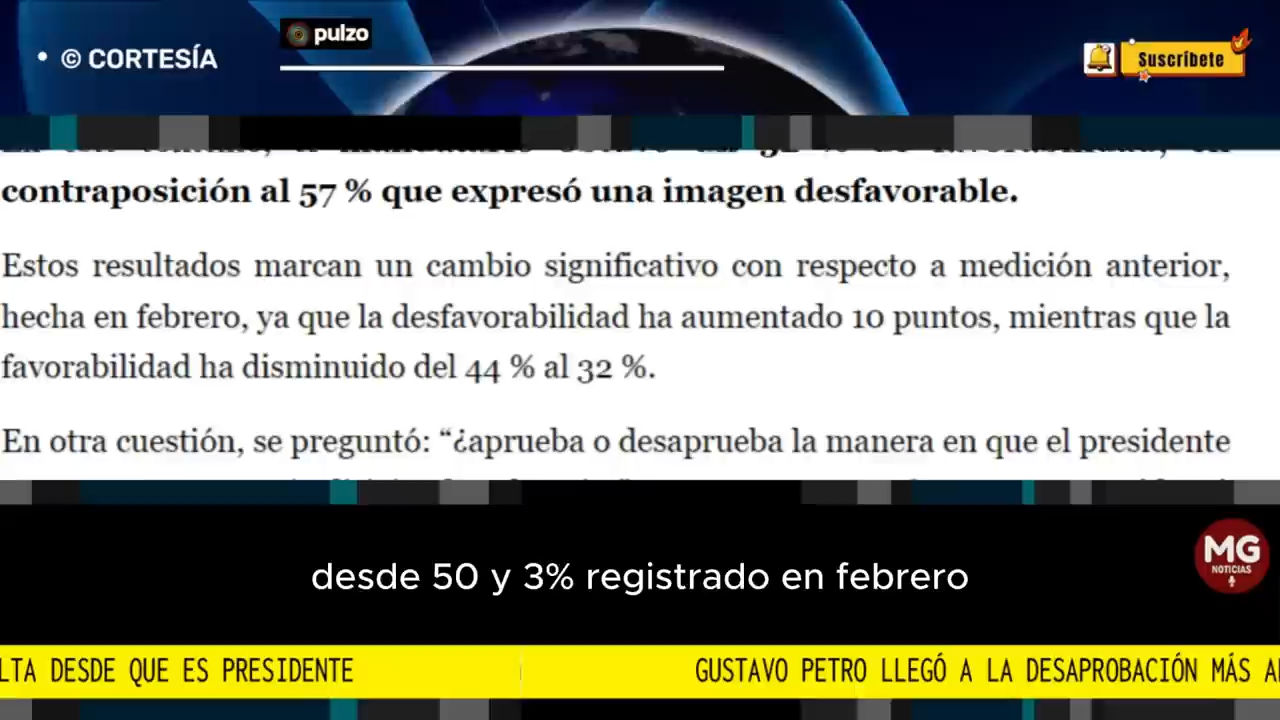 • © CORTESÍA
pulzo
Suscríbete
contraposición al 57 % que expresó una imagen desfavorable.
Estos resultados marcan un cambio significativo con respecto a medición anterior,
hecha en febrero, ya que la desfavorabilidad ha aumentado 10 puntos, mientras que la
favorabilidad ha disminuido del 44 % al 32 %.
En otra cuestión, se preguntó: “¿aprueba o desaprueba la manera en que el presidente
MG
NOTICIAS
desde 50 y 3% registrado en febrero
LTA DESDE QUE ES PRESIDENTE
GUSTAVO PETRO LLEGÓ A LA DESAPROBACIÓN MÁS A